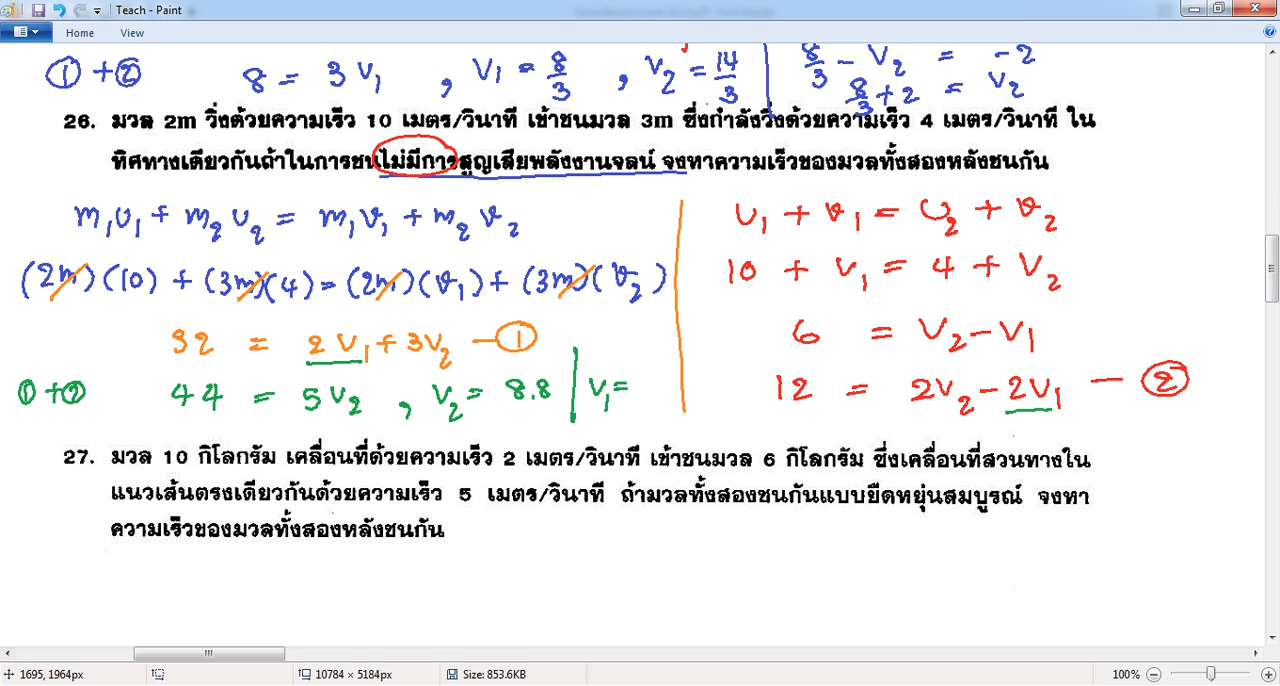 Teach - Paint
Home View
① + ② 8 = 3 V₁ , V₁ = 8/3 , V₂ = 14/3 | 8/3 - V₂ = -2
8/3 + 2 = V₂
26. มวล 2m วิ่งด้วยความเร็ว 10 เมตร/วินาที เข้าชนมวล 3m ซึ่งกำลังวิ่งด้วยความเร็ว 4 เมตร/วินาที ใน
ทิศทางเดียวกันถ้าในการชนไม่มีการสูญเสียพลังงานจลน์ จงหาความเร็วของมวลทั้งสองหลังชนกัน
m₁u₁ + m₂u₂ = m₁v₁ + m₂v₂
(2m)(10) + (3m)(4) = (2m)(v₁) + (3m)(v₂)
32 = 2V₁ + 3V₂ — ①
① + ② 44 = 5V₂ , V₂ = 8.8 | V₁ =
u₁ + v₁ = u₂ + v₂
10 + V₁ = 4 + V₂
6 = V₂ - V₁
12 = 2V₂ - 2V₁ — ②
27. มวล 10 กิโลกรัม เคลื่อนที่ด้วยความเร็ว 2 เมตร/วินาที เข้าชนมวล 6 กิโลกรัม ซึ่งเคลื่อนที่สวนทางใน
แนวเส้นตรงเดียวกันด้วยความเร็ว 5 เมตร/วินาที ถ้ามวลทั้งสองชนกันแบบยืดหยุ่นสมบูรณ์ จงหา
ความเร็วของมวลทั้งสองหลังชนกัน
1695, 1964px 10784 × 5184px Size: 853.6KB 100%